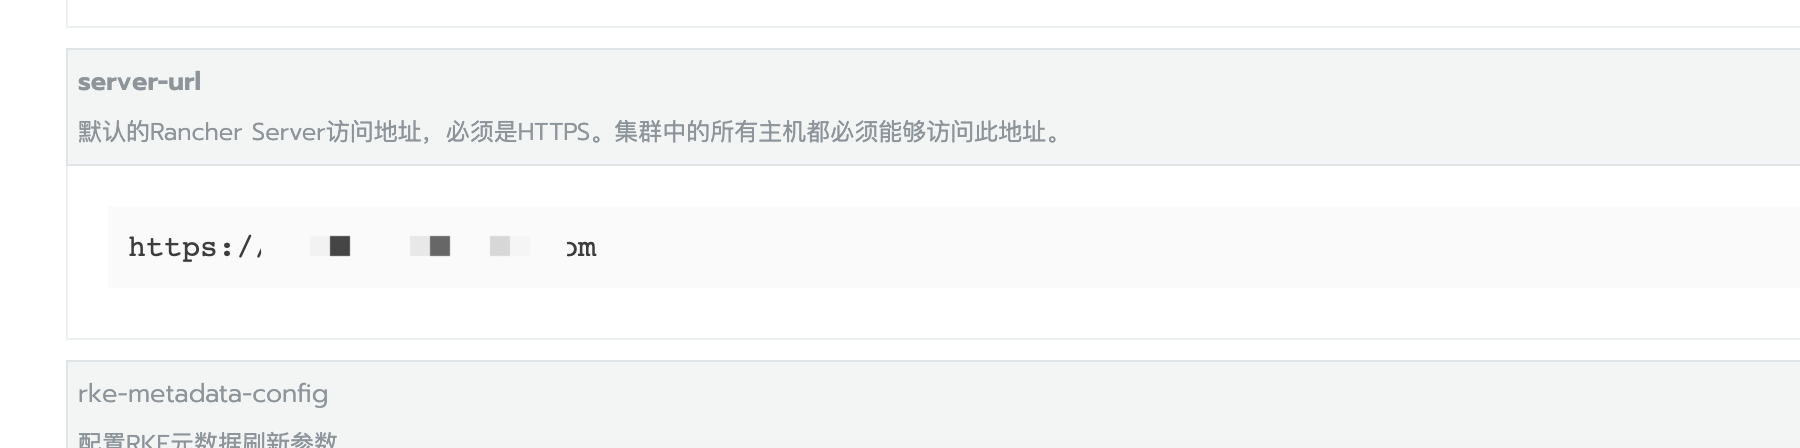 server-url
默认的Rancher Server访问地址，必须是HTTPS。集群中的所有主机都必须能够访问此地址。
https:// om
rke-metadata-config
配置RKE元数据刷新参数